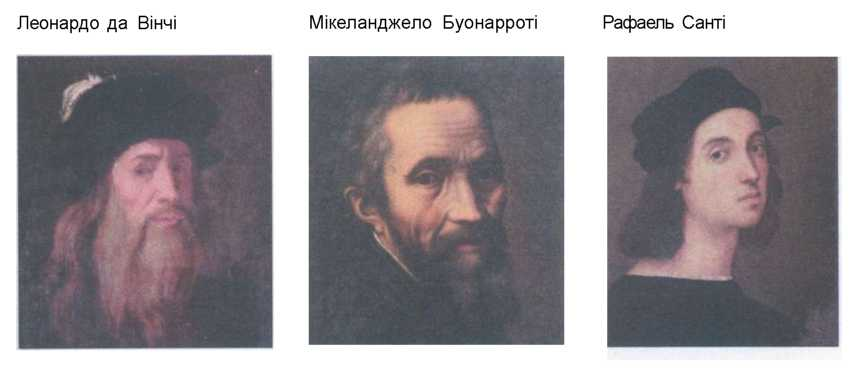 Леонардо да Вінчі
Мікеланджело Буонарроті
Рафаель Санті